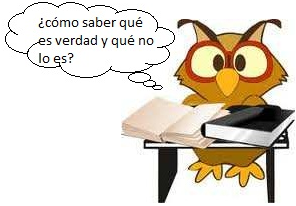 ¿cómo saber qué
es verdad y qué no
lo es?